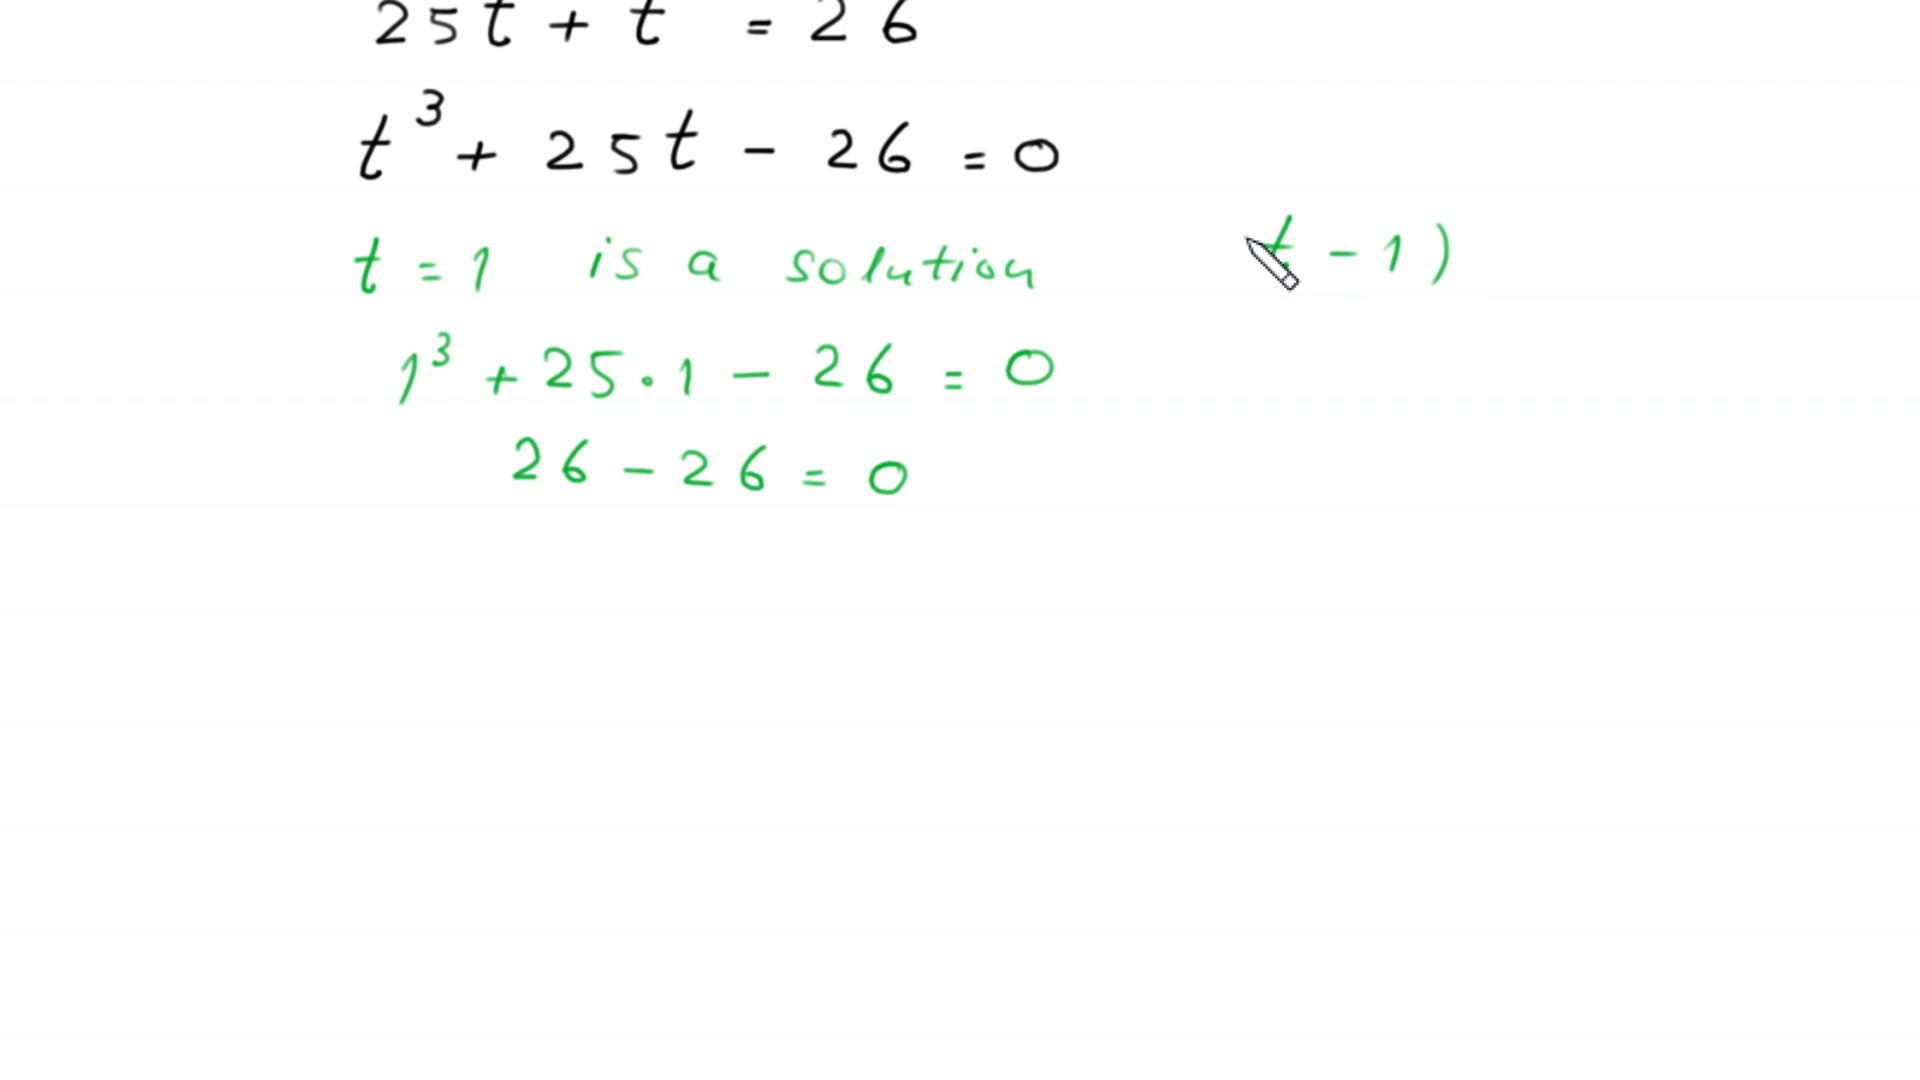 25t + t = 26
t³ + 25t - 26 = 0
t = 1 is a solution t - 1)
1³ + 25·1 - 26 = 0
26 - 26 = 0